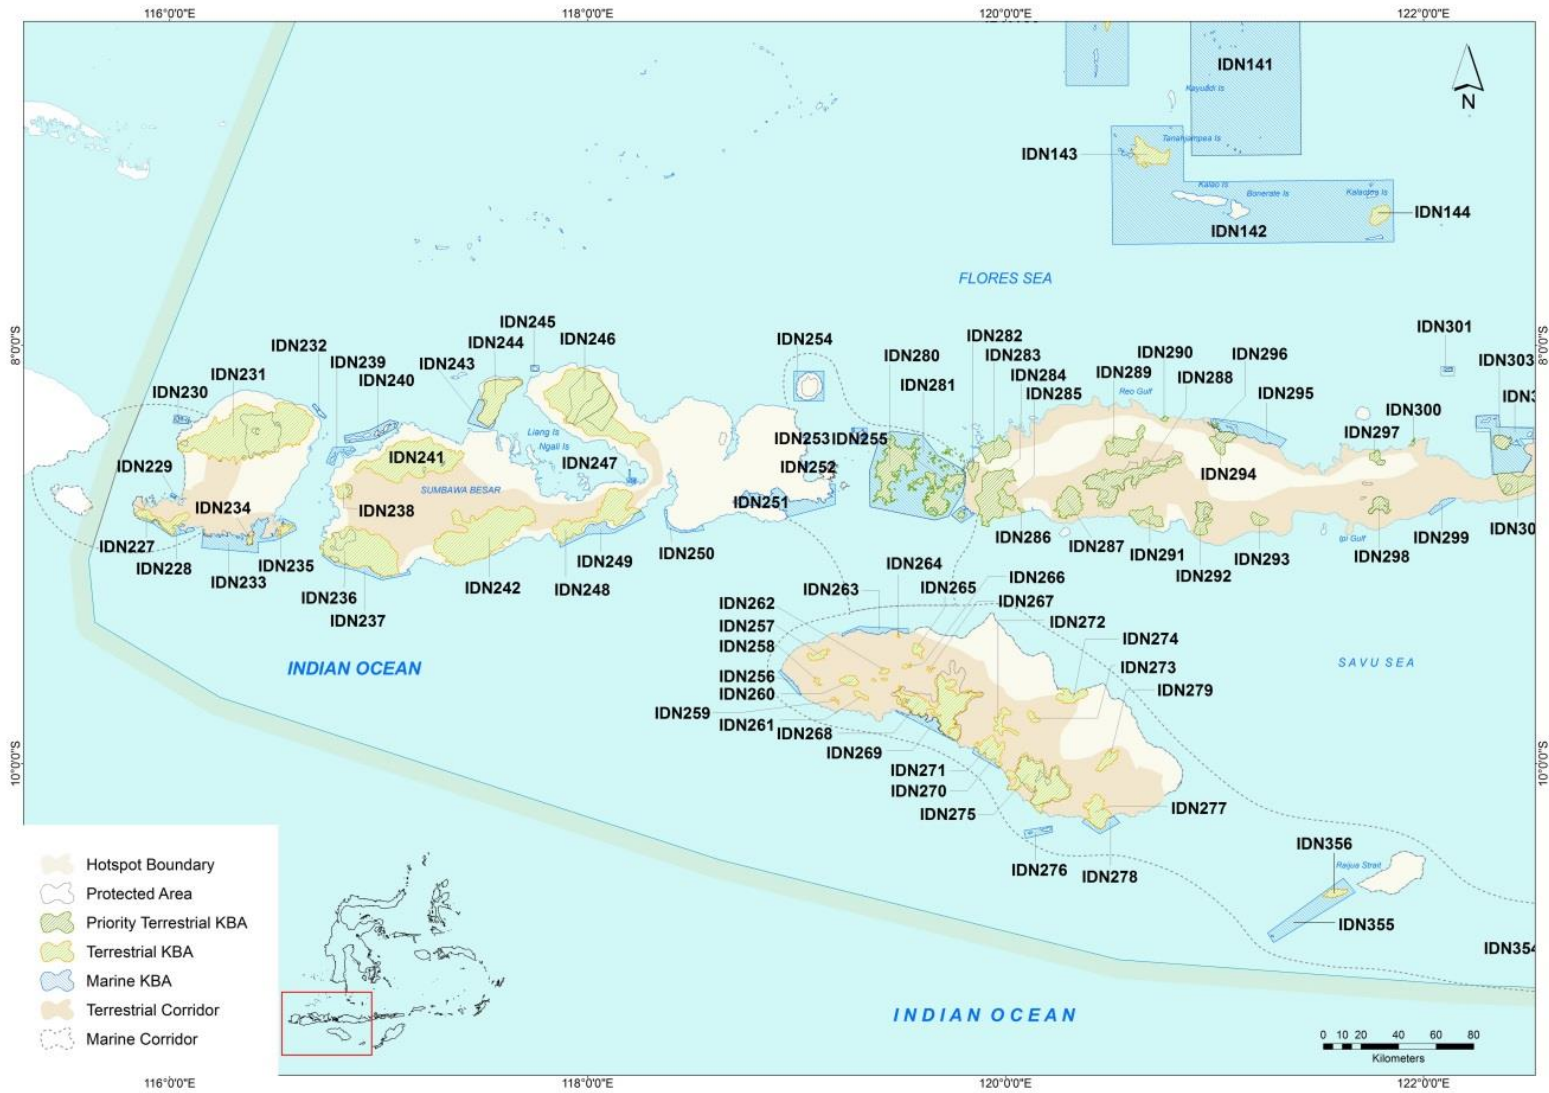 116°0'0"E 118°0'0"E 120°0'0"E 122°0'0"E
IDN141
N
Kayuadi Is
IDN143
Tanahjampea Is
Kalao Is
Bonerate Is
Kalaotoa Is
IDN144
IDN142
FLORES SEA
8°0'0"S
8°0'0"S
IDN245
IDN232
IDN244
IDN246
IDN254
IDN282
IDN301
IDN239
IDN243
IDN280
IDN283
IDN290
IDN296
IDN303
IDN231
IDN240
IDN281
IDN284
IDN289
IDN288
IDN230
IDN285
Reo Gulf
IDN295
IDN3
IDN300
Liang Is
Ngali Is
IDN253
IDN255
IDN297
IDN229
IDN241
IDN247
IDN252
IDN294
SUMBAWA BESAR
IDN234
IDN238
IDN251
IDN227
IDN228
IDN233
IDN235
IDN236
IDN237
IDN242
IDN248
IDN249
IDN250
IDN286
IDN287
IDN291
IDN292
IDN293
Ipi Gulf
IDN298
IDN299
IDN30
IDN264
IDN263
IDN265
IDN266
IDN267
IDN262
IDN257
IDN258
IDN272
IDN274
IDN273
IDN279
INDIAN OCEAN
SAVU SEA
IDN256
IDN260
IDN259
IDN261
IDN268
IDN269
IDN271
IDN270
IDN275
IDN277
10°0'0"S
10°0'0"S
IDN276
IDN278
IDN356
Raijua Strait
IDN355
IDN354
Hotspot Boundary
Protected Area
Priority Terrestrial KBA
Terrestrial KBA
Marine KBA
Terrestrial Corridor
Marine Corridor
INDIAN OCEAN
0 10 20 40 60 80
Kilometers
116°0'0"E 118°0'0"E 120°0'0"E 122°0'0"E